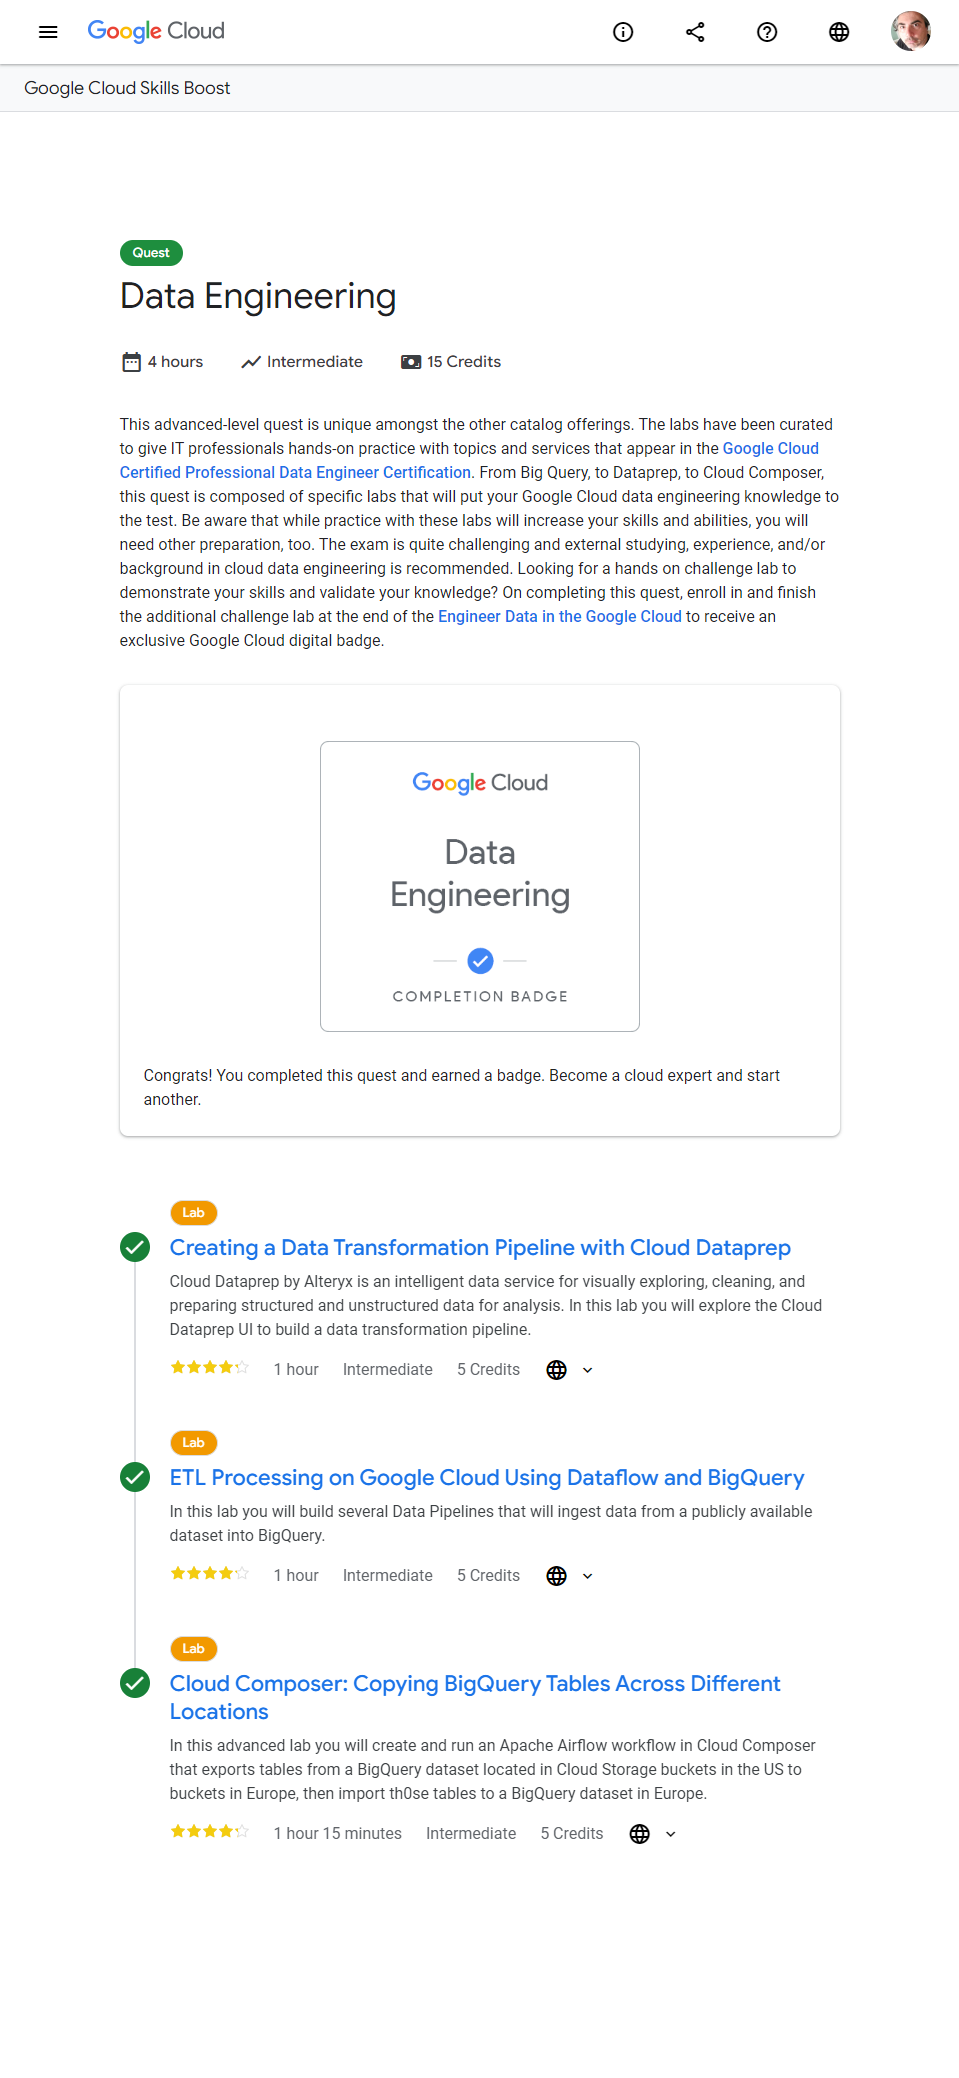 Google Cloud
Google Cloud Skills Boost
Quest
Data Engineering
4 hours Intermediate 15 Credits
This advanced-level quest is unique amongst the other catalog offerings. The labs have been curated
to give IT professionals hands-on practice with topics and services that appear in the Google Cloud
Certified Professional Data Engineer Certification. From Big Query, to Dataprep, to Cloud Composer,
this quest is composed of specific labs that will put your Google Cloud data engineering knowledge to
the test. Be aware that while practice with these labs will increase your skills and abilities, you will
need other preparation, too. The exam is quite challenging and external studying, experience, and/or
background in cloud data engineering is recommended. Looking for a hands on challenge lab to
demonstrate your skills and validate your knowledge? On completing this quest, enroll in and finish
the additional challenge lab at the end of the Engineer Data in the Google Cloud to receive an
exclusive Google Cloud digital badge.
Google Cloud
Data
Engineering
COMPLETION BADGE
Congrats! You completed this quest and earned a badge. Become a cloud expert and start
another.
Lab
Creating a Data Transformation Pipeline with Cloud Dataprep
Cloud Dataprep by Alteryx is an intelligent data service for visually exploring, cleaning, and
preparing structured and unstructured data for analysis. In this lab you will explore the Cloud
Dataprep UI to build a data transformation pipeline.
1 hour Intermediate 5 Credits
Lab
ETL Processing on Google Cloud Using Dataflow and BigQuery
In this lab you will build several Data Pipelines that will ingest data from a publicly available
dataset into BigQuery.
1 hour Intermediate 5 Credits
Lab
Cloud Composer: Copying BigQuery Tables Across Different
Locations
In this advanced lab you will create and run an Apache Airflow workflow in Cloud Composer
that exports tables from a BigQuery dataset located in Cloud Storage buckets in the US to
buckets in Europe, then import th0se tables to a BigQuery dataset in Europe.
1 hour 15 minutes Intermediate 5 Credits